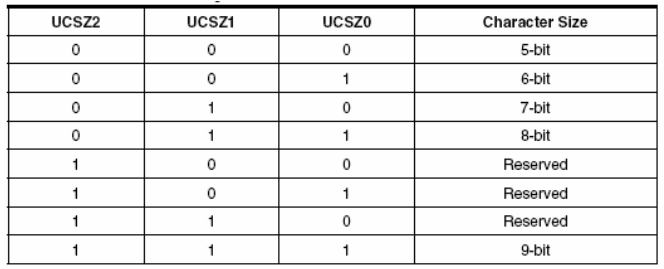 UCSZ2 UCSZ1 UCSZ0 Character Size
0 0 0 5-bit
0 0 1 6-bit
0 1 0 7-bit
0 1 1 8-bit
1 0 0 Reserved
1 0 1 Reserved
1 1 0 Reserved
1 1 1 9-bit